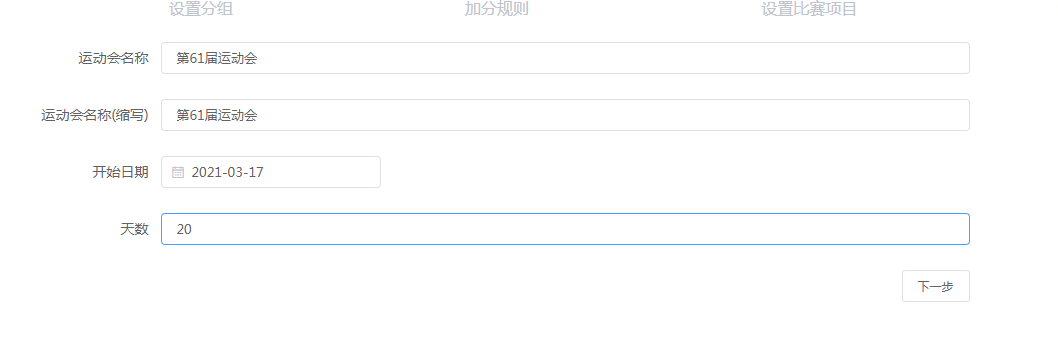 设置分组 加分规则 设置比赛项目
运动会名称 第61届运动会
运动会名称(缩写) 第61届运动会
开始日期 2021-03-17
天数 20
下一步